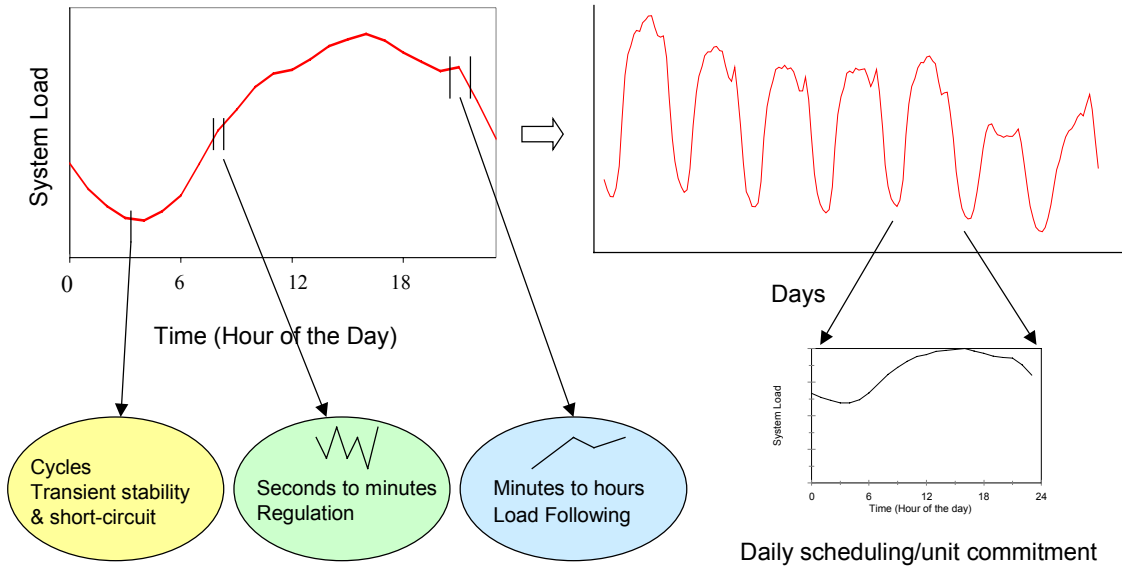 System Load
0
6
12
18
Time (Hour of the Day)
Days
Cycles
Transient stability
& short-circuit
Seconds to minutes
Regulation
Minutes to hours
Load Following
System Load
0
6
12
18
24
Time (Hour of the day)
Daily scheduling/unit commitment